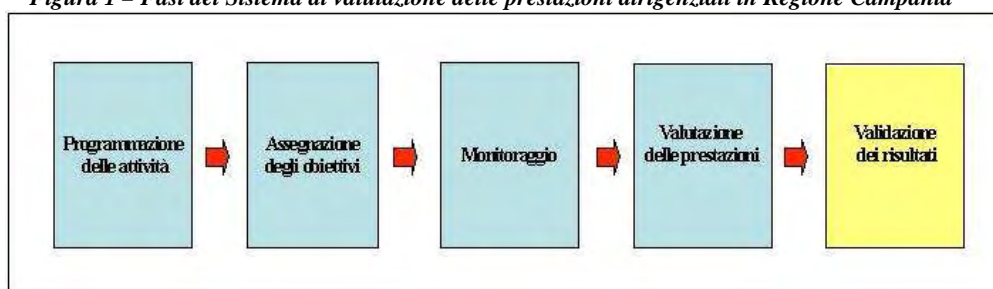 Figura 1 – Fasi del Sistema di valutazione delle prestazioni dirigenziali in Regione Campania
Programmazione
delle attività
Assegnazione
degli obiettivi
Monitoraggio
Valutazione
delle prestazioni
Validazione
dei risultati